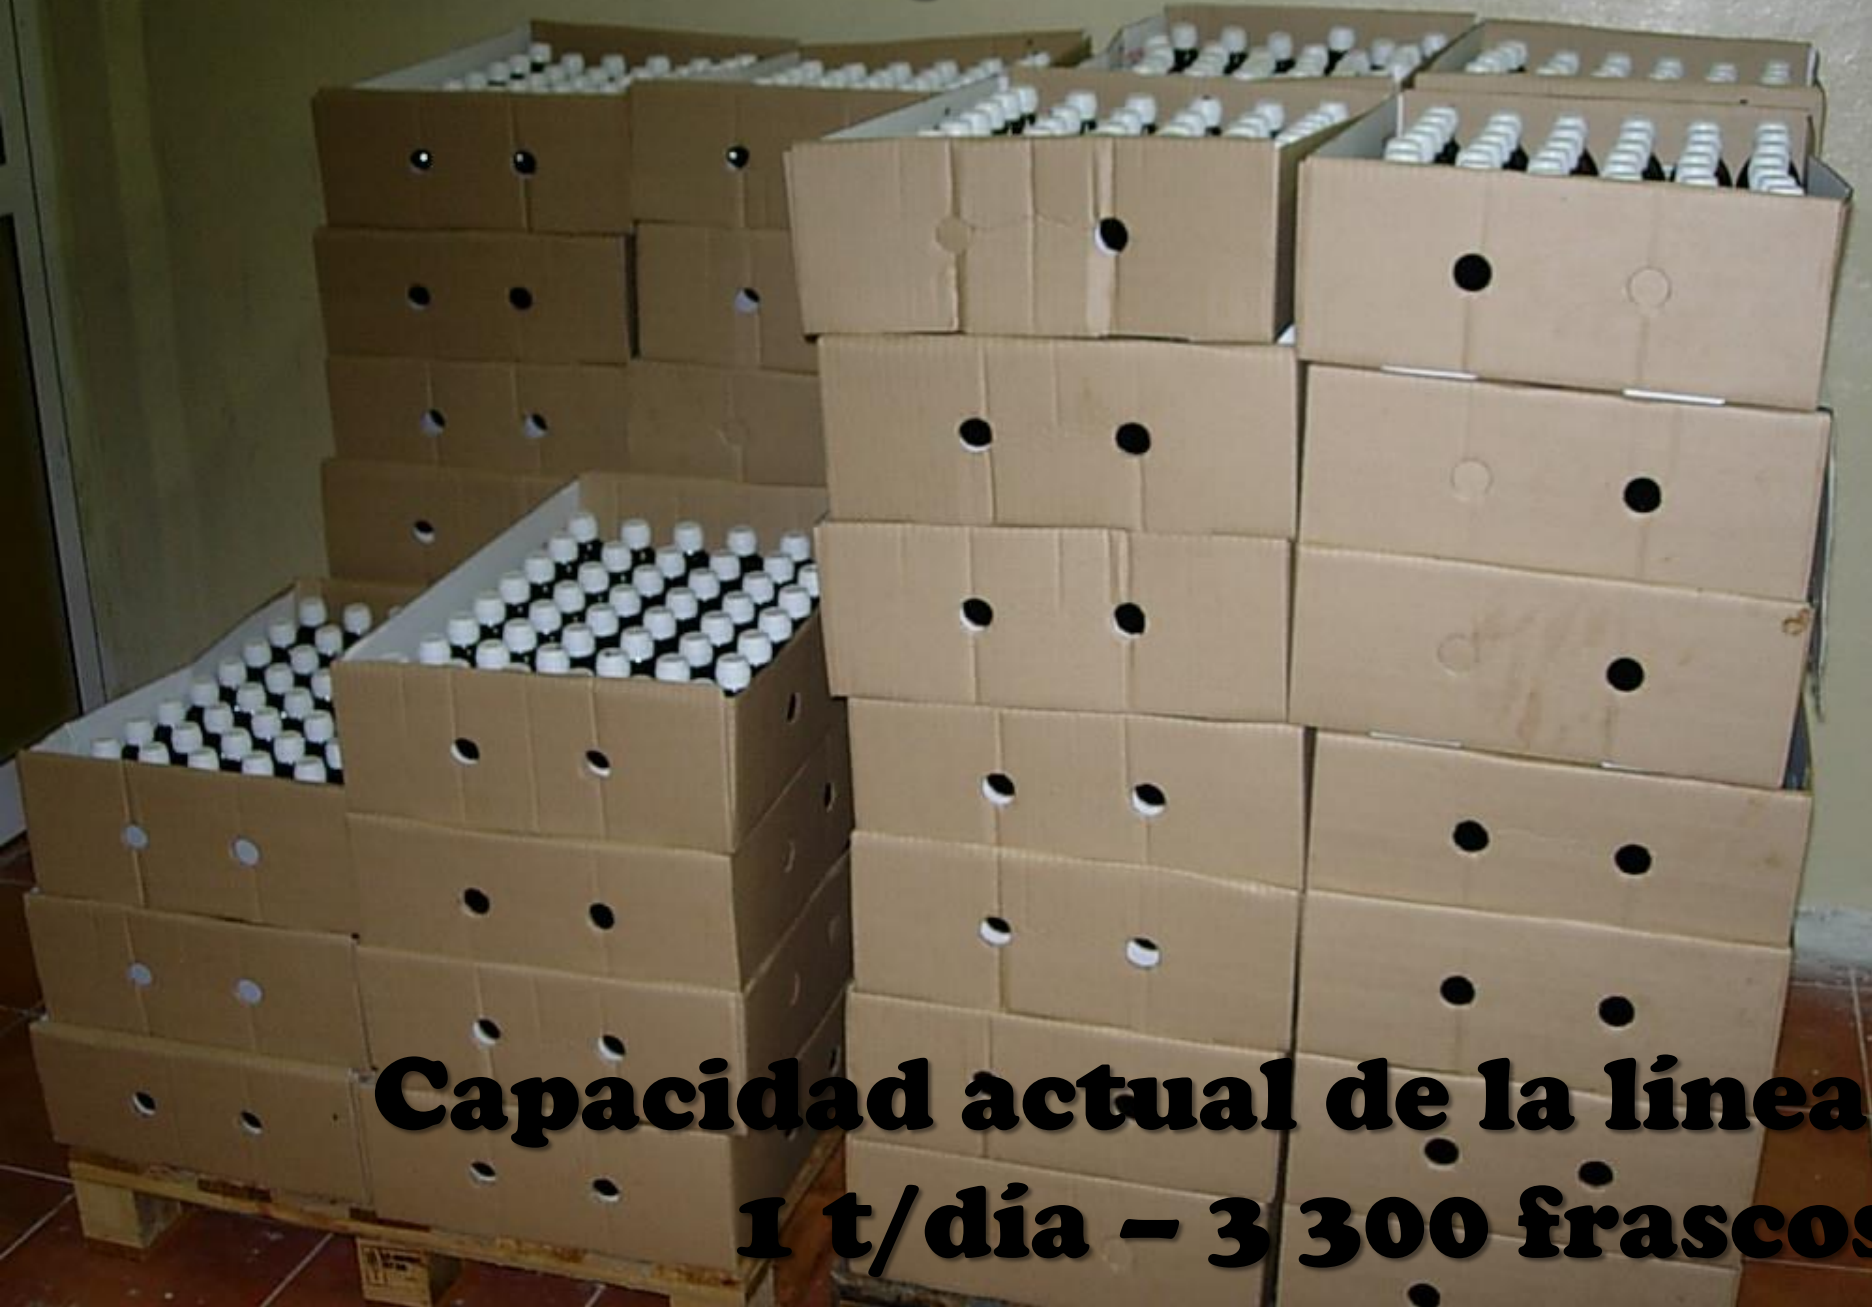 Capacidad actual de la línea
1 t/día – 3 300 frascos